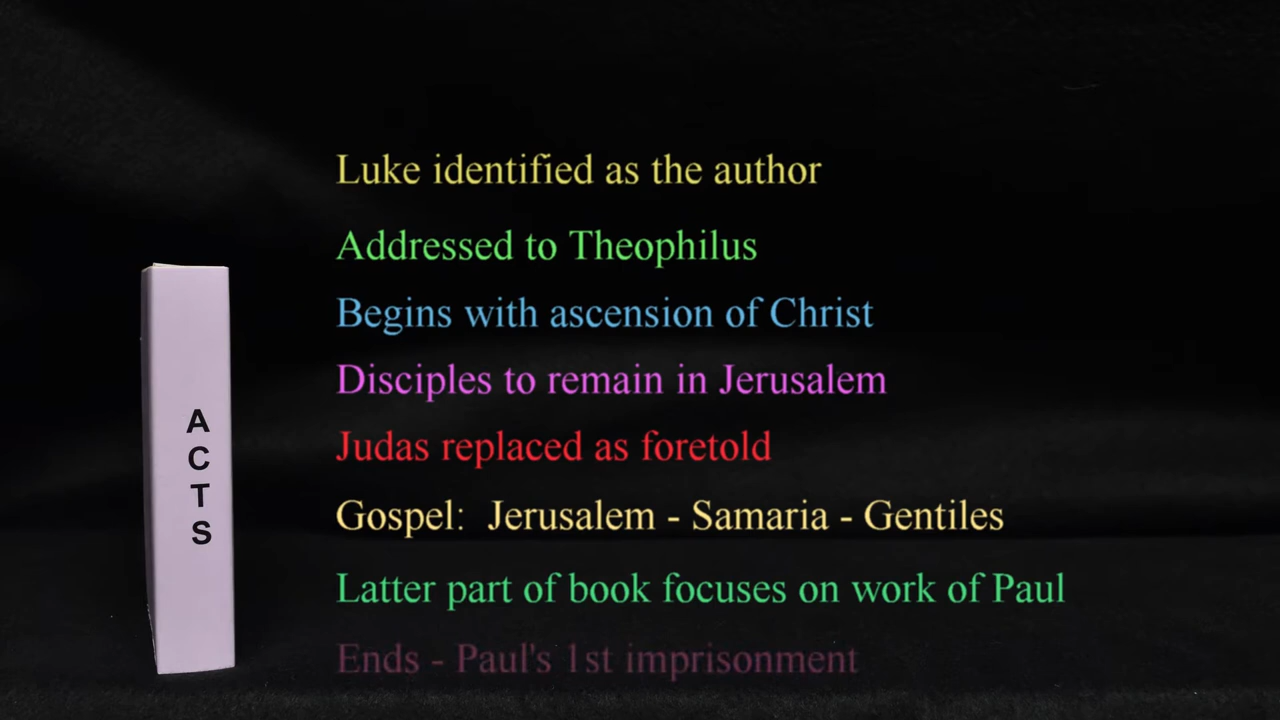 Luke identified as the author
Addressed to Theophilus
Begins with ascension of Christ
Disciples to remain in Jerusalem
Judas replaced as foretold
Gospel:  Jerusalem - Samaria - Gentiles
Latter part of book focuses on work of Paul
Ends - Paul's 1st imprisonment
ACTS